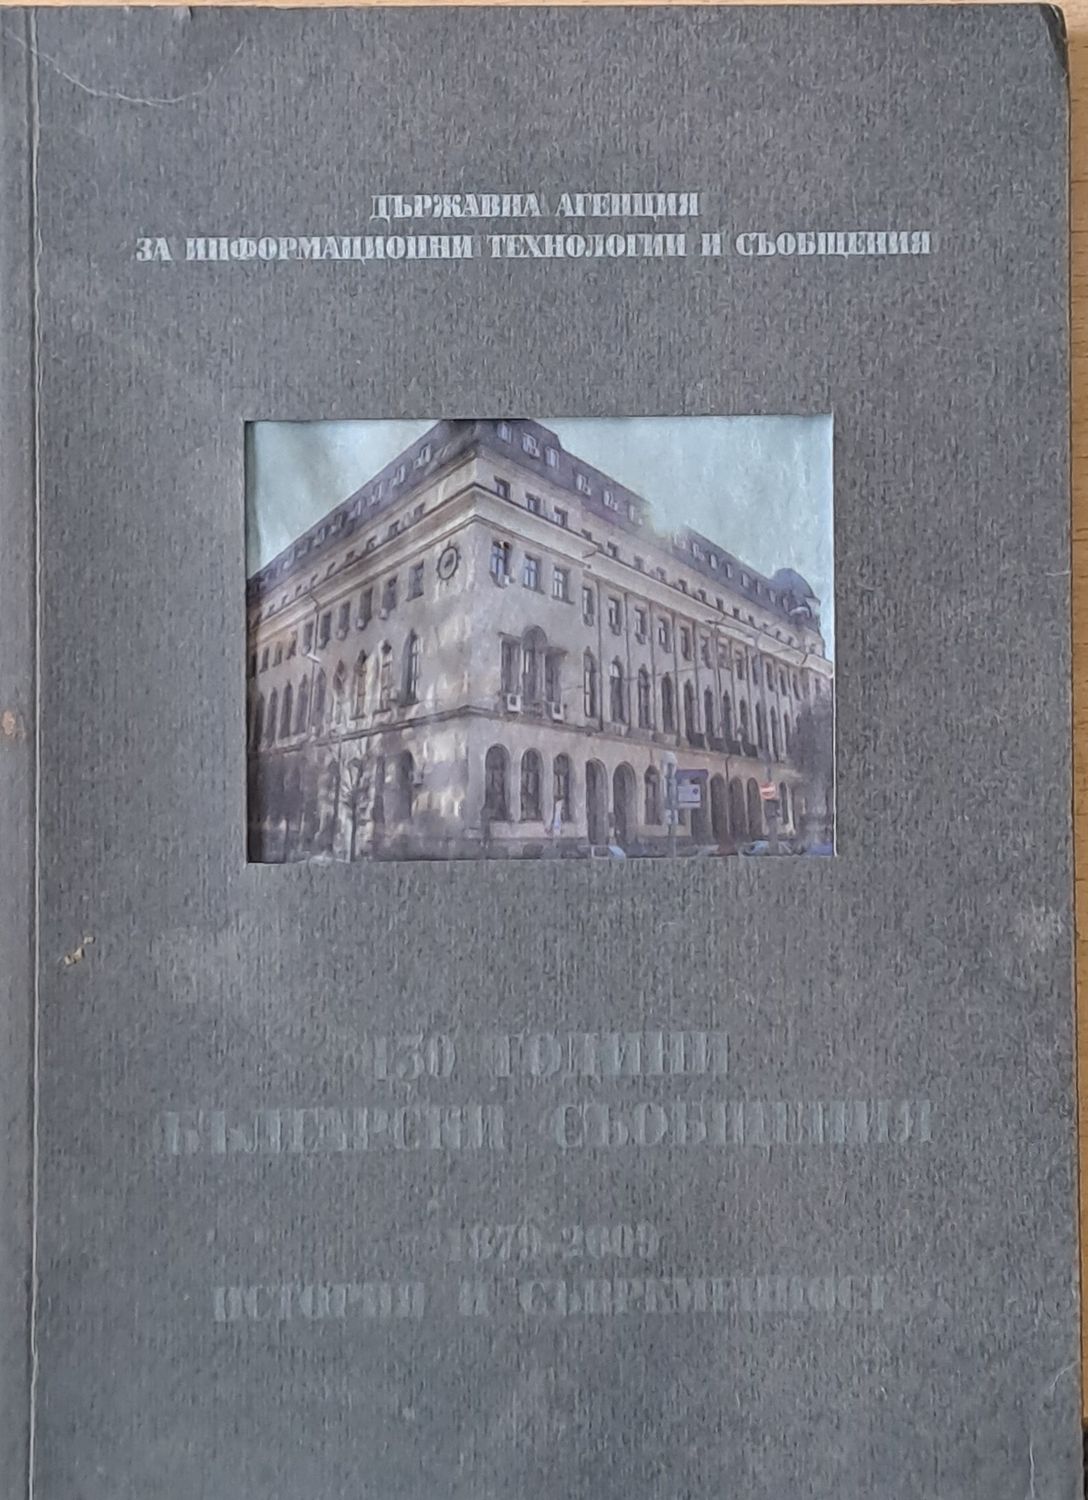 ДЪРЖАВНА АГЕНЦИЯ
ЗА ИНФОРМАЦИОННИ ТЕХНОЛОГИИ И СЪОБЩЕНИЯ
130 ГОДИНИ
БЪЛГАРСКИ СЪОБЩЕНИЯ
1879-2009
ИСТОРИЯ И СЪВРЕМЕННОСТ